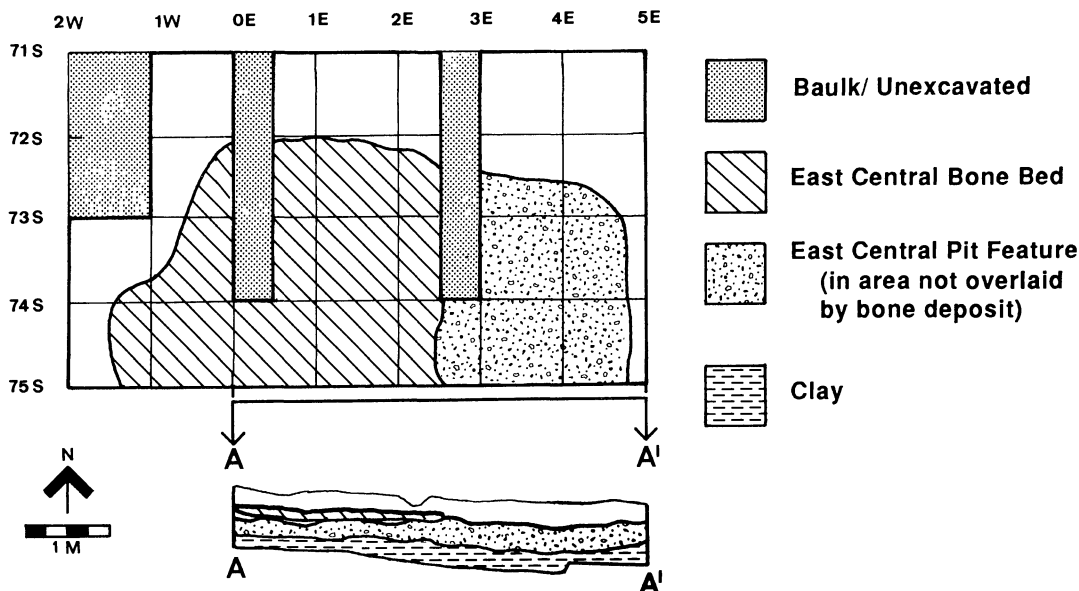 2W 1W 0E 1E 2E 3E 4E 5E
71S
72S
73S
74S
75S
Baulk/ Unexcavated
East Central Bone Bed
East Central Pit Feature
(in area not overlaid
by bone deposit)
Clay
A A'
N
1 M
A A'